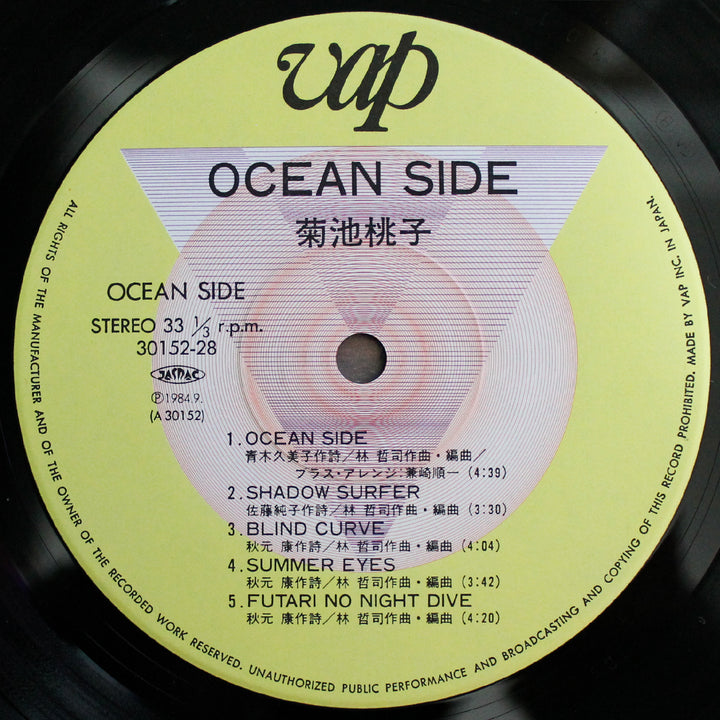 vap
OCEAN SIDE
菊池桃子
OCEAN SIDE
STEREO 33 1/3 r.p.m.
30152-28
JASRAC
Ⓟ1984.9.
(A 30152)
1. OCEAN SIDE
青木久美子作詩/林 哲司作曲・編曲/
ブラス・アレンジ:兼崎順一 (4:39)
2. SHADOW SURFER
佐藤純子作詩/林 哲司作曲・編曲 (3:30)
3. BLIND CURVE
秋元 康作詩/林 哲司作曲・編曲 (4:04)
4. SUMMER EYES
秋元 康作詩/林 哲司作曲・編曲 (3:42)
5. FUTARI NO NIGHT DIVE
秋元 康作詩/林 哲司作曲・編曲 (4:20)
ALL RIGHTS OF THE MANUFACTURER AND OF THE OWNER OF THE RECORDED WORK RESERVED. UNAUTHORIZED PUBLIC PERFORMANCE AND BROADCASTING AND COPYING OF THIS RECORD PROHIBITED. MADE BY VAP INC. IN JAPAN.